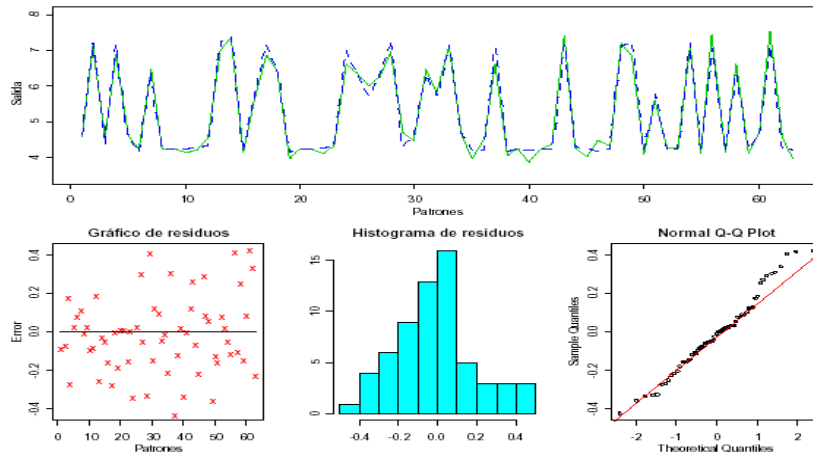 Salida
8
7
6
5
4
0 10 20 30 40 50 60
Patrones
Gráfico de residuos
Error
0.4
0.2
0.0
-0.2
-0.4
0 10 20 30 40 50 60
Patrones
Histograma de residuos
15
10
5
0
-0.4 -0.2 0.0 0.2 0.4
Normal Q-Q Plot
Sample Quantiles
0.4
0.2
0.0
-0.2
-0.4
-2 -1 0 1 2
Theoretical Quantiles